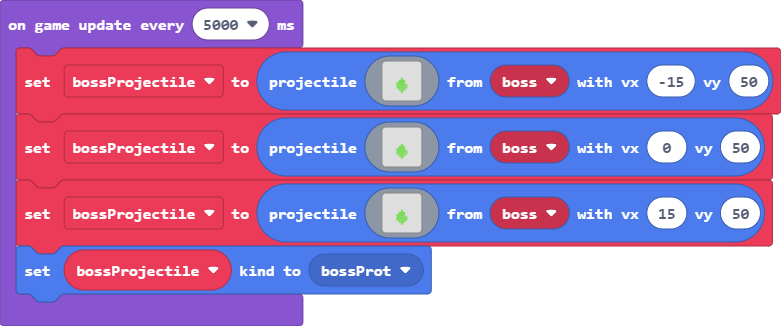 on game update every 5000 ms
set bossProjectile to projectile from boss with vx -15 vy 50
set bossProjectile to projectile from boss with vx 0 vy 50
set bossProjectile to projectile from boss with vx 15 vy 50
set bossProjectile kind to bossProt